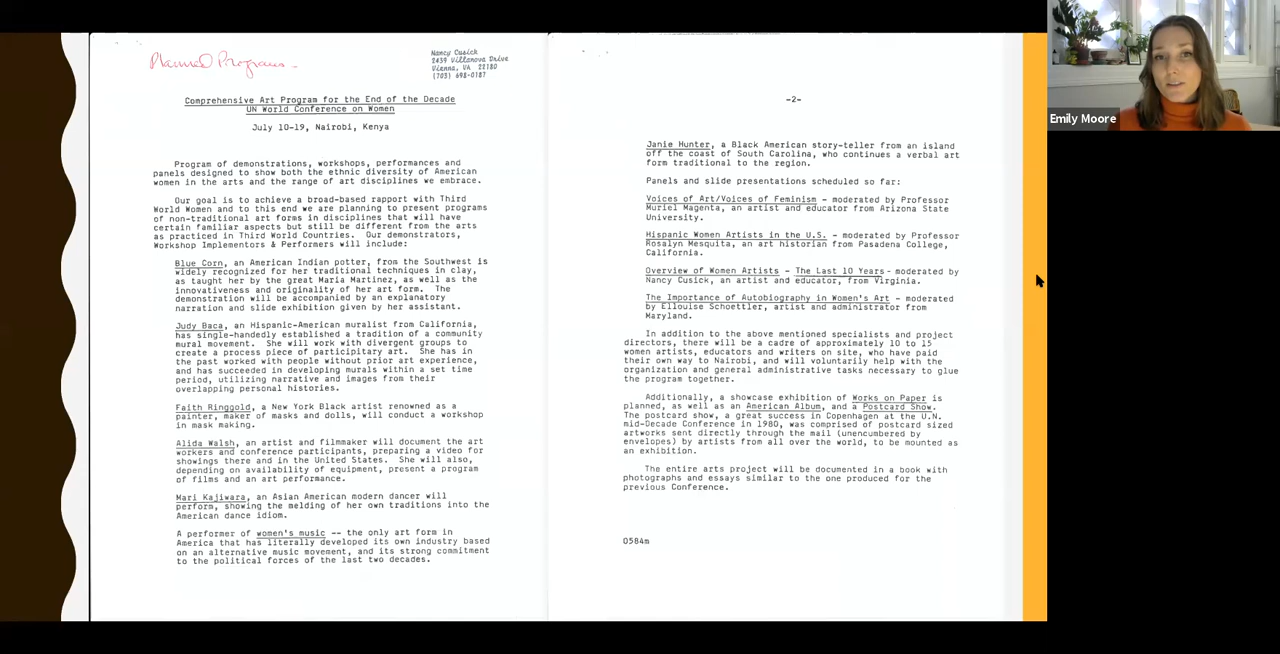 Planned Programs -
Nancy Cusick
2439 Villanova Drive
Vienna, VA 22180
(703) 698-0187
Comprehensive Art Program for the End of the Decade
UN World Conference on Women
July 10-19, Nairobi, Kenya
Program of demonstrations, workshops, performances and
panels designed to show both the ethnic diversity of American
women in the arts and the range of art disciplines we embrace.
Our goal is to achieve a broad-based rapport with Third
World Women and to this end we are planning to present programs
of non-traditional art forms in disciplines that will have
certain familiar aspects but still be different from the arts
as practiced in Third World Countries. Our demonstrators,
Workshop Implementors & Performers will include:
Blue Corn, an American Indian potter, from the Southwest is
widely recognized for her traditional techniques in clay,
as taught her by the great Maria Martinez, as well as the
innovativeness and originality of her art form. The
demonstration will be accompanied by an explanatory
narration and slide exhibition given by her assistant.
Judy Baca, an Hispanic-American muralist from California,
has single-handedly established a tradition of a community
mural movement. She will work with divergent groups to
create a process piece of participitary art. She has in
the past worked with people without prior art experience,
and has succeeded in developing murals within a set time
period, utilizing narrative and images from their
overlapping personal histories.
Faith Ringgold, a New York Black artist renowned as a
painter, maker of masks and dolls, will conduct a workshop
in mask making.
Alida Walsh, an artist and filmmaker will document the art
workers and conference participants, preparing a video for
showings there and in the United States. She will also,
depending on availability of equipment, present a program
of films and an art performance.
Mari Kajiwara, an Asian American modern dancer will
perform, showing the melding of her own traditions into the
American dance idiom.
A performer of women's music -- the only art form in
America that has literally developed its own industry based
on an alternative music movement, and its strong commitment
to the political forces of the last two decades.
-2-
Janie Hunter, a Black American story-teller from an island
off the coast of South Carolina, who continues a verbal art
form traditional to the region.
Panels and slide presentations scheduled so far:
Voices of Art/Voices of Feminism - moderated by Professor
Muriel Magenta, an artist and educator from Arizona State
University.
Hispanic Women Artists in the U.S. - moderated by Professor
Rosalyn Mesquita, an art historian from Pasadena College,
California.
Overview of Women Artists - The Last 10 Years - moderated by
Nancy Cusick, an artist and educator, from Virginia.
The Importance of Autobiography in Women's Art - moderated
by Ellouise Schoettler, artist and administrator from
Maryland.
In addition to the above mentioned specialists and project
directors, there will be a cadre of approximately 10 to 15
women artists, educators and writers on site, who have paid
their own way to Nairobi, and will voluntarily help with the
organization and general administrative tasks necessary to glue
the program together.
Additionally, a showcase exhibition of Works on Paper is
planned, as well as an American Album, and a Postcard Show.
The postcard show, a great success in Copenhagen at the U.N.
mid-Decade Conference in 1980, was comprised of postcard sized
artworks sent directly through the mail (unencumbered by
envelopes) by artists from all over the world, to be mounted as
an exhibition.
The entire arts project will be documented in a book with
photographs and essays similar to the one produced for the
previous Conference.
0584m
Emily Moore